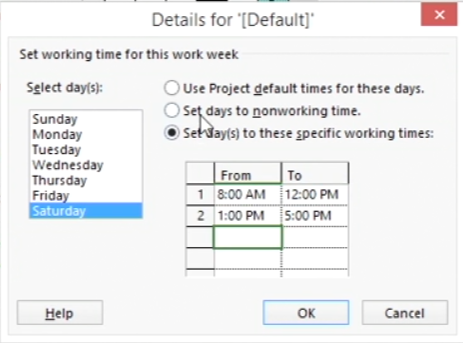 Details for '[Default]'
Set working time for this work week
Select day(s):
Use Project default times for these days.
Set days to nonworking time.
Set day(s) to these specific working times:
Sunday
Monday
Tuesday
Wednesday
Thursday
Friday
Saturday
From To
1 8:00 AM 12:00 PM
2 1:00 PM 5:00 PM
Help OK Cancel